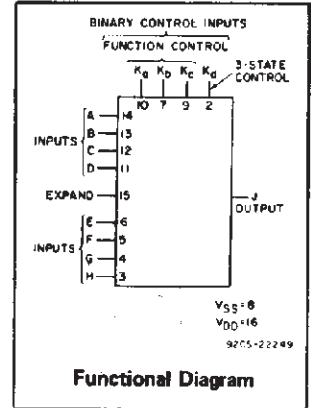 BINARY CONTROL INPUTS
FUNCTION CONTROL
Ka Kb Kc Kd
3-STATE
CONTROL
10 7 9 2
A 14
B 13
INPUTS
C 12
D 11
EXPAND 15
J
OUTPUT
E 6
INPUTS
F 5
G 4
H 3
VSS=8
VDD=16
92CS-22249
Functional Diagram